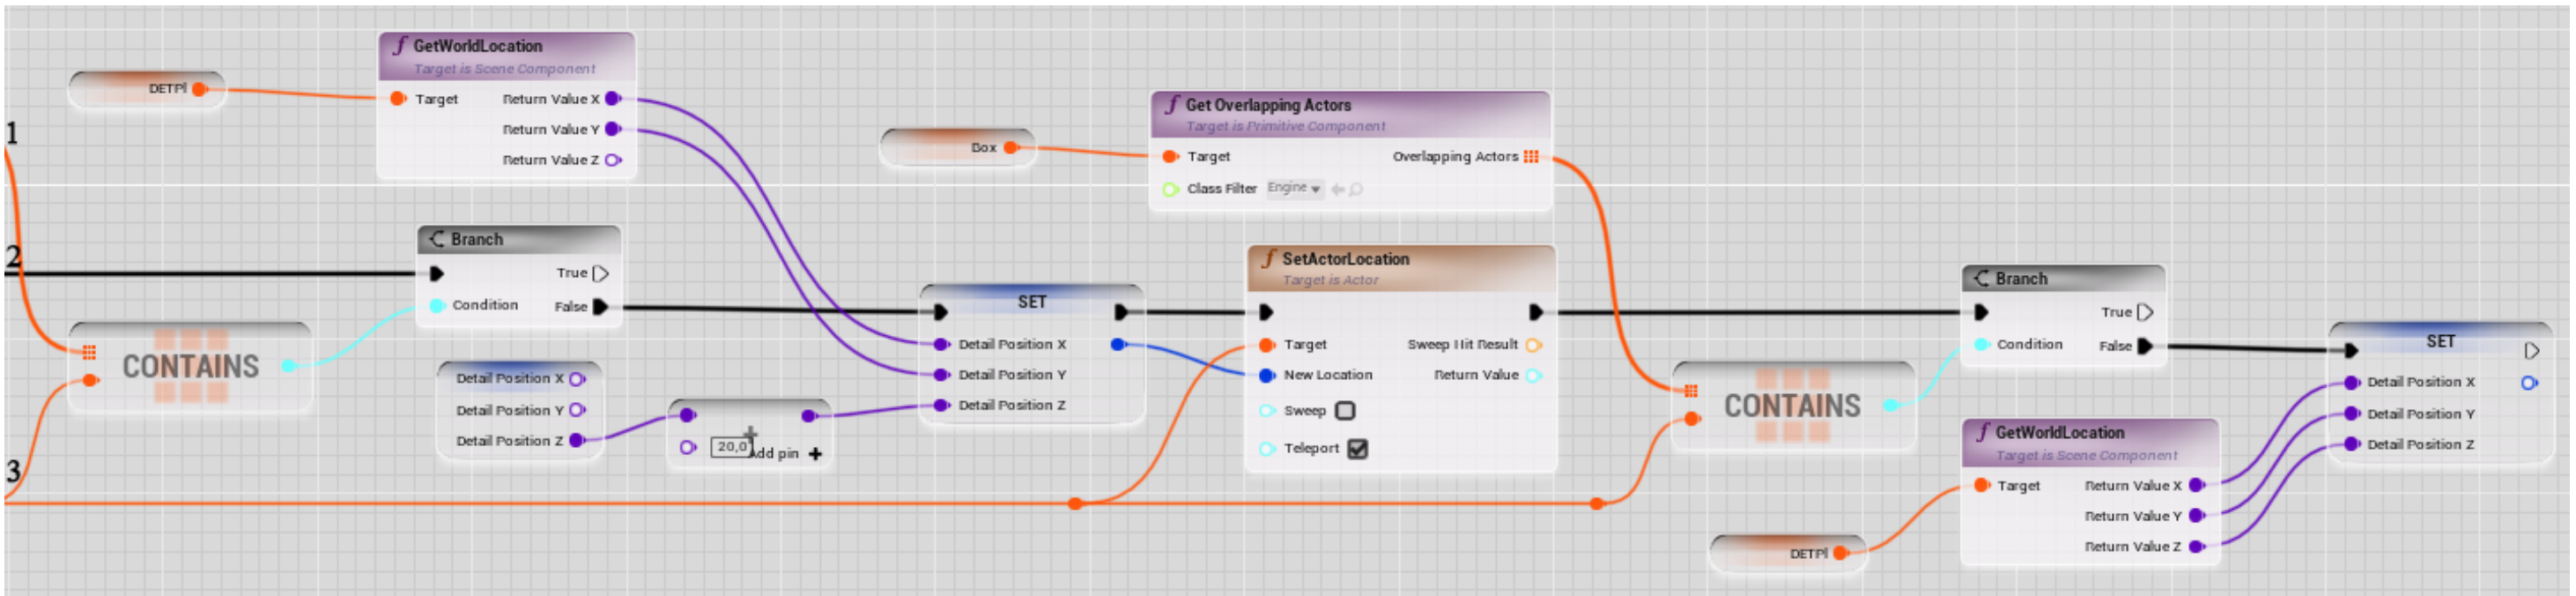 1
2
3
DETPl
GetWorldLocation
Target is Scene Component
Target
Return Value X
Return Value Y
Return Value Z
Branch
True
Condition
False
CONTAINS
Detail Position X
Detail Position Y
Detail Position Z
20,0
Add pin
SET
Detail Position X
Detail Position Y
Detail Position Z
Box
Get Overlapping Actors
Target is Primitive Component
Target
Overlapping Actors
Class Filter
Engine
SetActorLocation
Target is Actor
Target
Sweep Hit Result
New Location
Return Value
Sweep
Teleport
CONTAINS
Branch
True
Condition
False
GetWorldLocation
Target is Scene Component
Target
Return Value X
Return Value Y
Return Value Z
DETPl
SET
Detail Position X
Detail Position Y
Detail Position Z